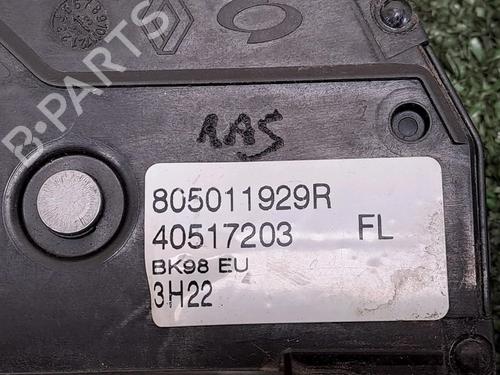 B-PARTS
AAS
805011929R
40517203 FL
BK98 EU
3H22